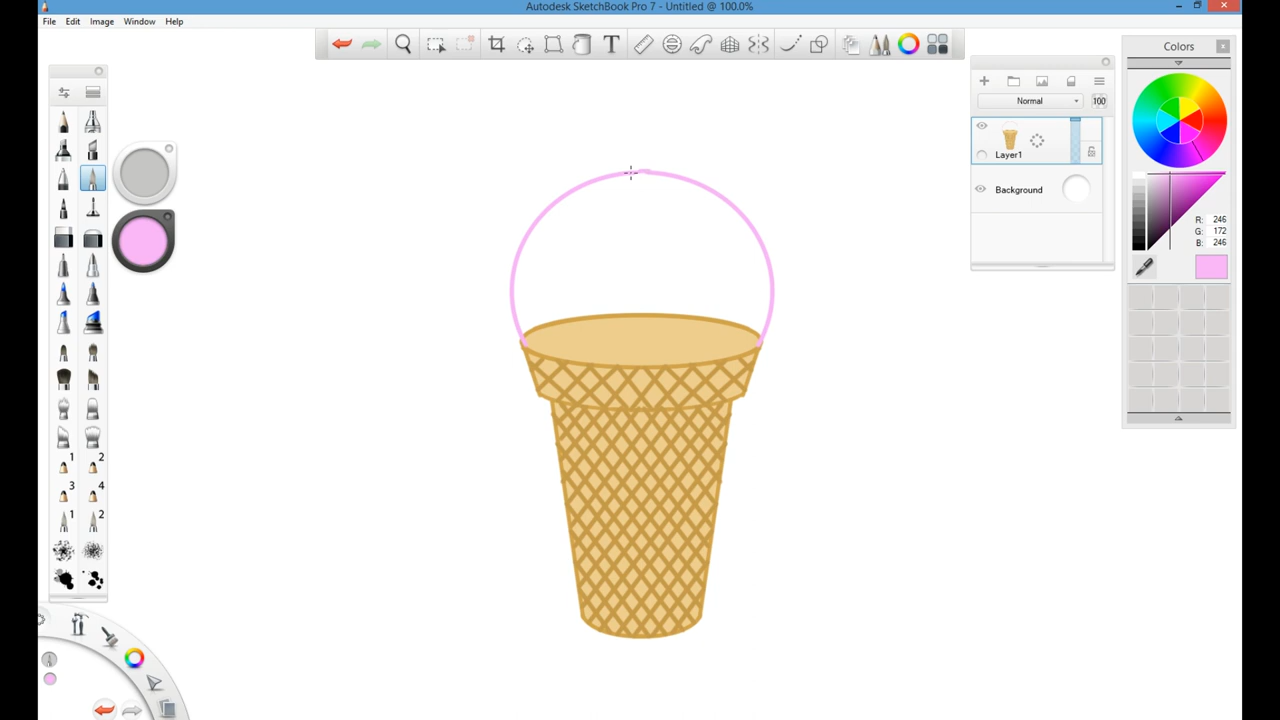 Autodesk SketchBook Pro 7 - Untitled @ 100.0%
File Edit Image Window Help
Colors
Normal 100
Layer1
Background
R: 246
G: 172
B: 246
1 2
3 4
1 2